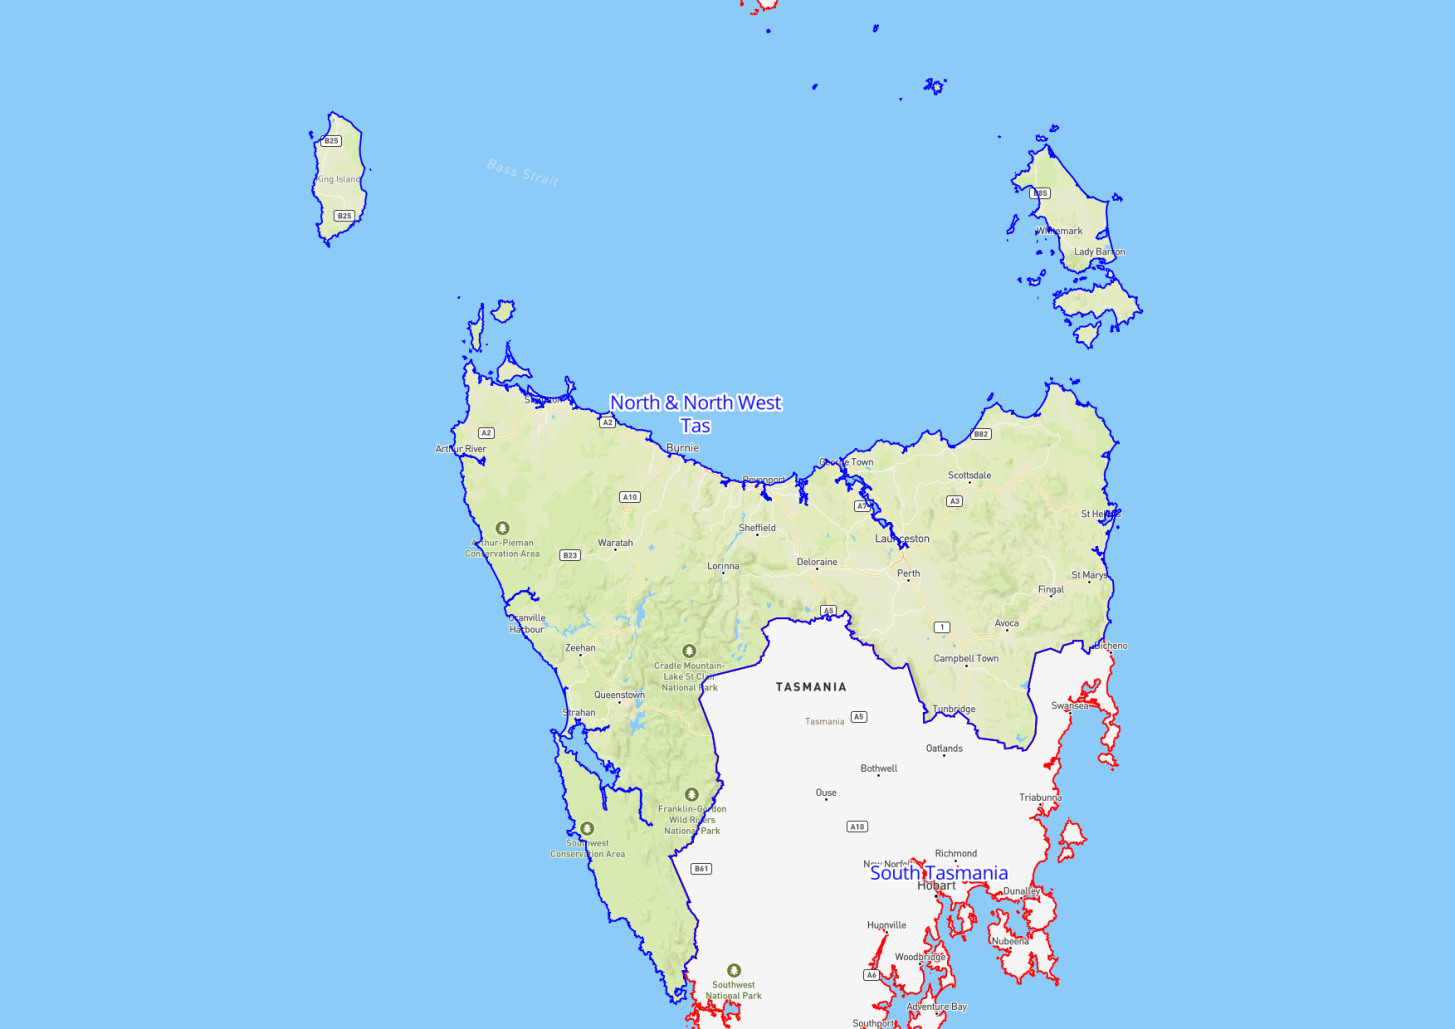 B25
Bass Strait
King Island
B85
B25
Whitemark
Lady Barron
North & North West
Tas
A2
A2
B82
Arthur River
Burnie
George Town
Scottsdale
Devonport
A10
A3
A7
St Helens
Sheffield
Launceston
Arthur-Pieman
Conservation Area
Waratah
B23
Lorinna
Deloraine
Perth
St Marys
Fingal
A5
Granville
Harbour
Avoca
1
Zeehan
Bicheno
Cradle Mountain-
Lake St Clair
National Park
Campbell Town
TASMANIA
Queenstown
Strahan
Tasmania
A5
Tunbridge
Swansea
Oatlands
Bothwell
Ouse
Triabunna
Franklin-Gordon
Wild Rivers
National Park
A10
Southwest
Conservation Area
Richmond
New Norfolk
B61
South Tasmania
Hobart
Dunalley
Huonville
Nubeena
Woodbridge
A6
Southwest
National Park
Adventure Bay
Southport